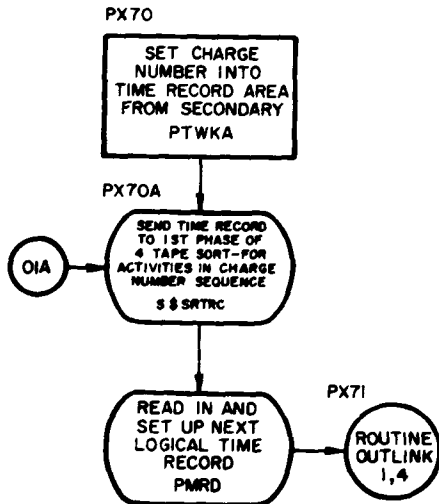 PX70
SET CHARGE
NUMBER INTO
TIME RECORD AREA
FROM SECONDARY
PTWKA
PX70A
SEND TIME RECORD
TO 1ST PHASE OF
4 TAPE SORT-FOR
ACTIVITIES IN CHARGE
NUMBER SEQUENCE
S$SRTRC
01A
READ IN AND
SET UP NEXT
LOGICAL TIME
RECORD
PMRD
PX71
ROUTINE
OUTLINK
1,4